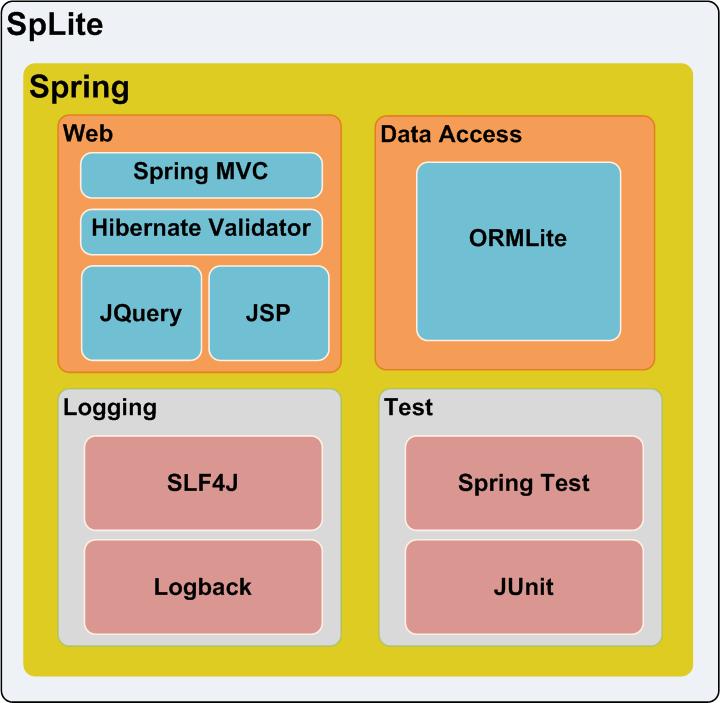 SpLite
Spring
Web
Spring MVC
Hibernate Validator
JQuery
JSP
Data Access
ORMLite
Logging
SLF4J
Logback
Test
Spring Test
JUnit